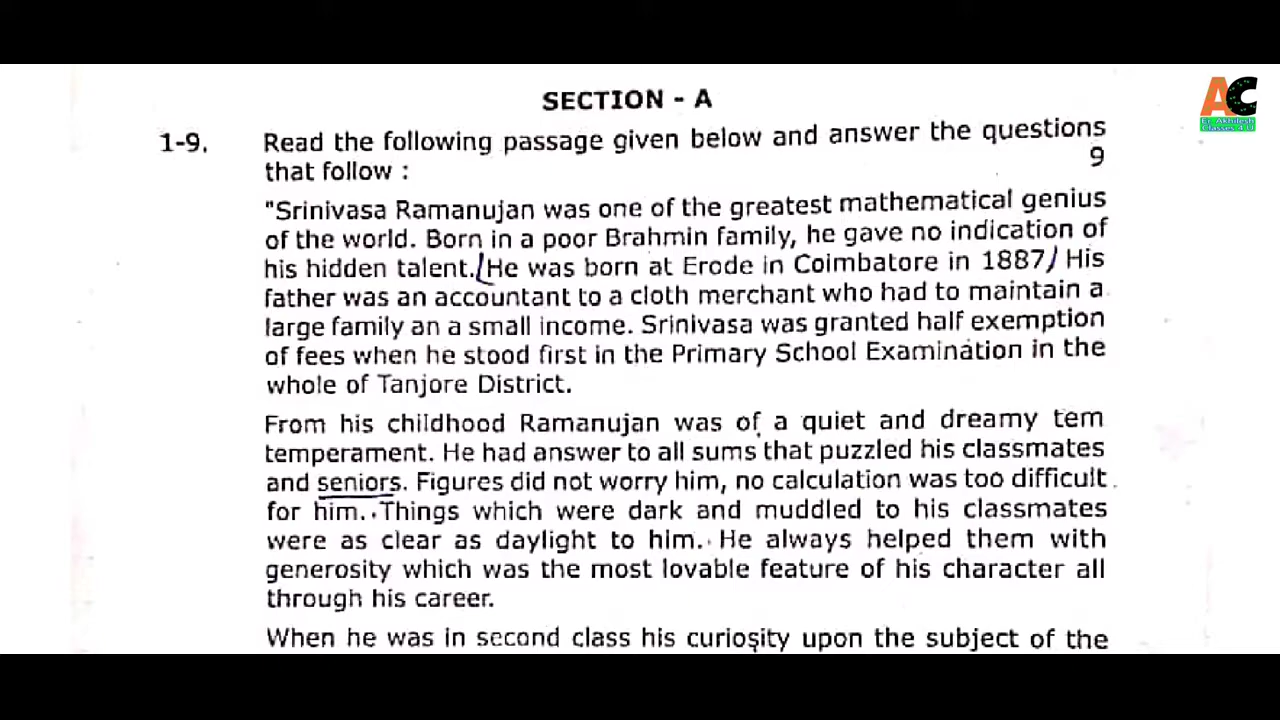 AC
Er. Akhilesh
Classes 4 U
SECTION - A
1-9. Read the following passage given below and answer the questions
that follow : 9
"Srinivasa Ramanujan was one of the greatest mathematical genius
of the world. Born in a poor Brahmin family, he gave no indication of
his hidden talent. (He was born at Erode in Coimbatore in 1887/ His
father was an accountant to a cloth merchant who had to maintain a
large family an a small income. Srinivasa was granted half exemption
of fees when he stood first in the Primary School Examination in the
whole of Tanjore District.
From his childhood Ramanujan was of a quiet and dreamy tem
temperament. He had answer to all sums that puzzled his classmates
and seniors. Figures did not worry him, no calculation was too difficult
for him. Things which were dark and muddled to his classmates
were as clear as daylight to him. He always helped them with
generosity which was the most lovable feature of his character all
through his career.
When he was in second class his curiosity upon the subject of the